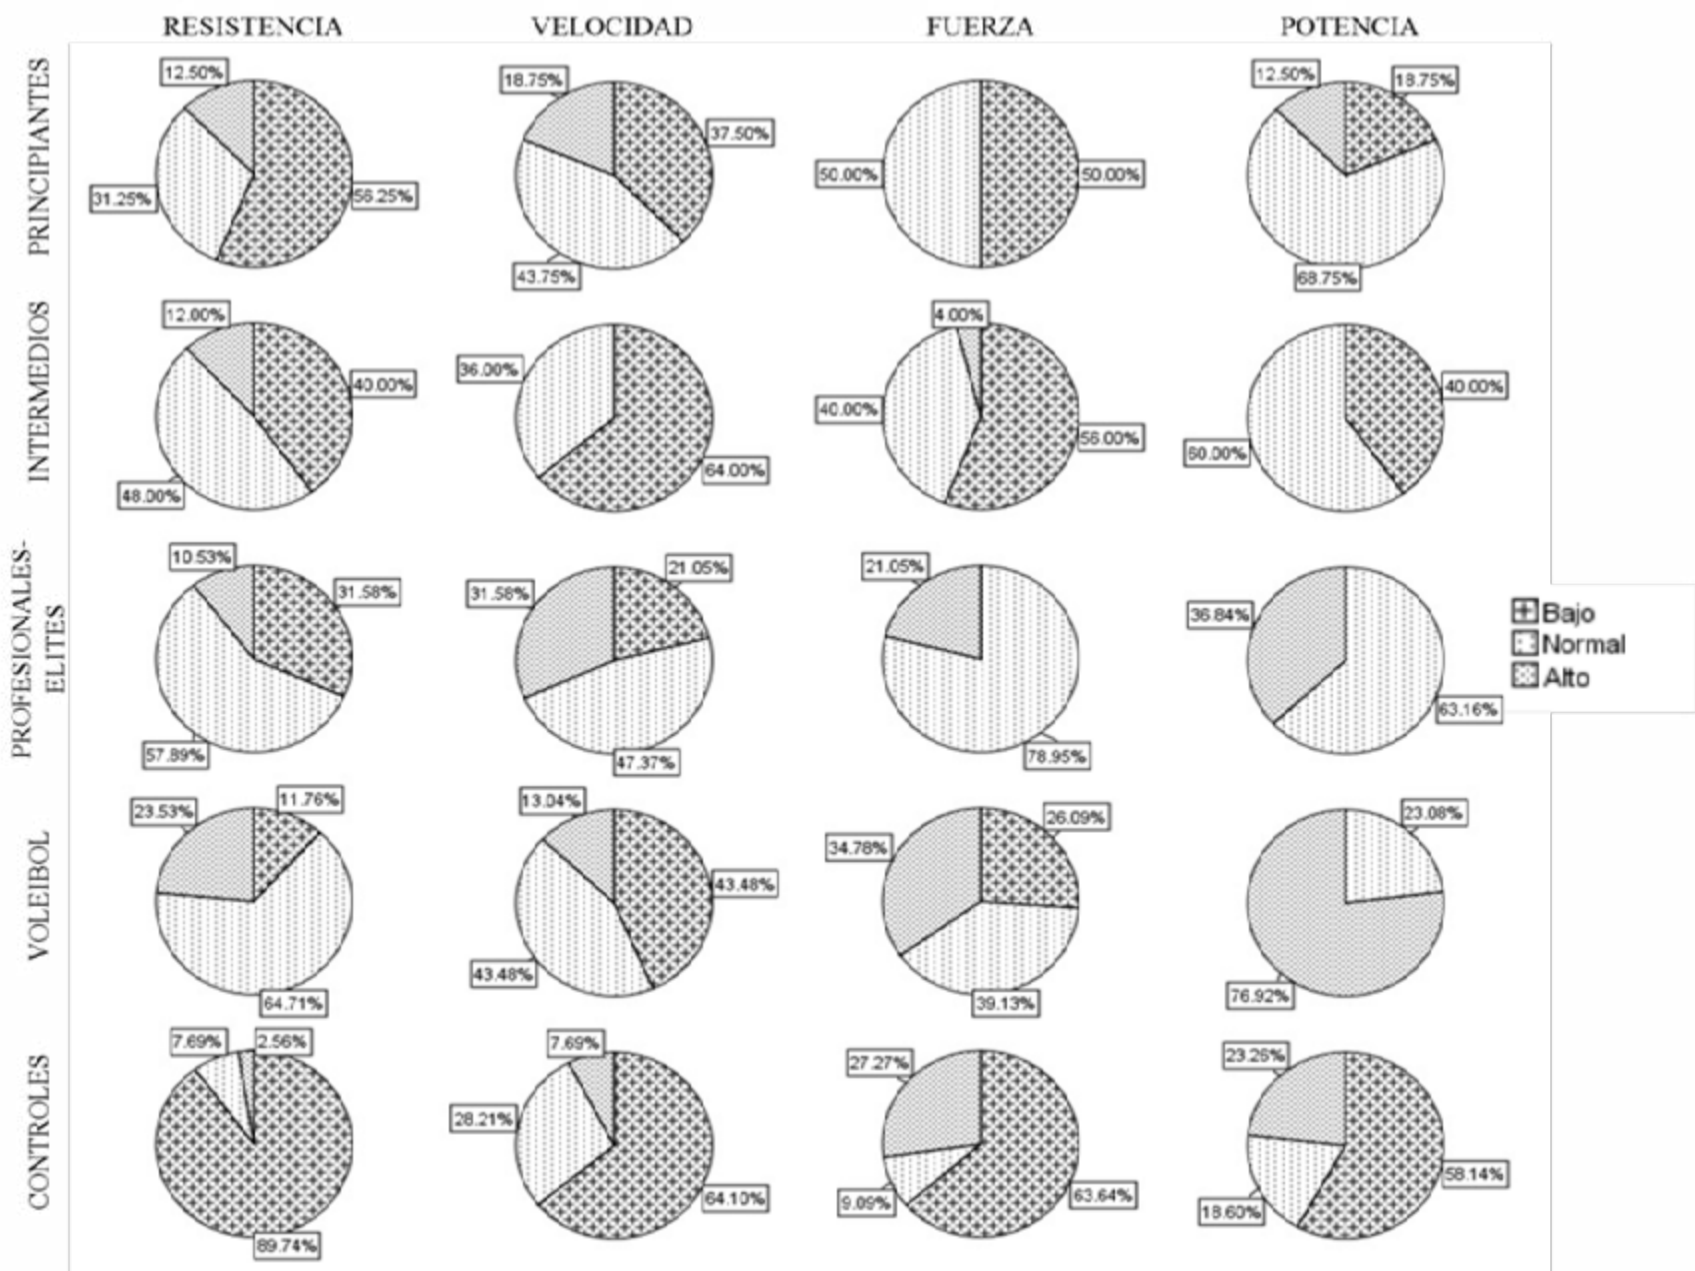 RESISTENCIA VELOCIDAD FUERZA POTENCIA
PRINCIPIANTES
12.50% 31.25% 56.25%
18.75% 37.50% 43.75%
50.00% 50.00%
12.50% 18.75% 68.75%
INTERMEDIOS
12.00% 40.00% 48.00%
36.00% 64.00%
4.00% 40.00% 56.00%
40.00% 60.00%
PROFESIONALES-
ELITES
10.53% 31.58% 57.89%
31.58% 21.05% 47.37%
21.05% 78.95%
36.84% 63.16%
Bajo
Normal
Alto
VOLEIBOL
23.53% 11.76% 64.71%
13.04% 43.48% 43.48%
34.78% 26.09% 39.13%
23.08% 76.92%
CONTROLES
7.69% 2.56% 89.74%
7.69% 28.21% 64.10%
27.27% 9.09% 63.64%
23.26% 18.60% 58.14%